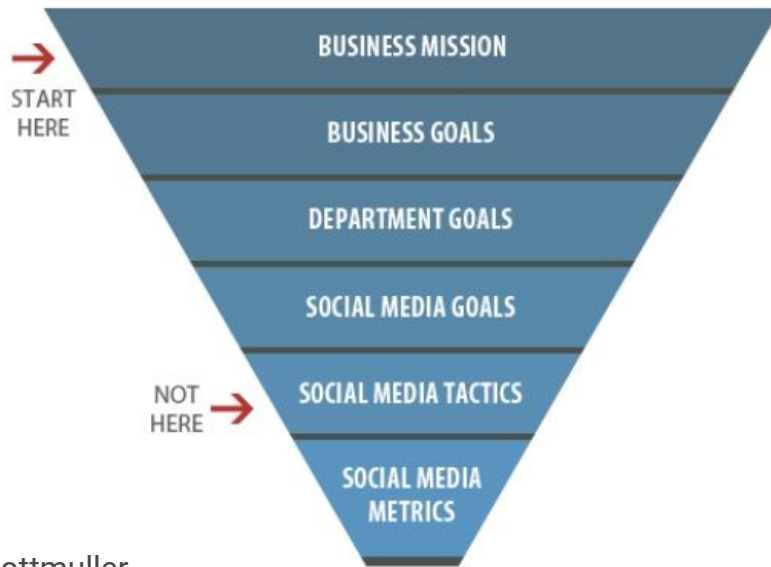 BUSINESS MISSION
START
HERE
BUSINESS GOALS
DEPARTMENT GOALS
SOCIAL MEDIA GOALS
NOT
HERE
SOCIAL MEDIA TACTICS
SOCIAL MEDIA
METRICS